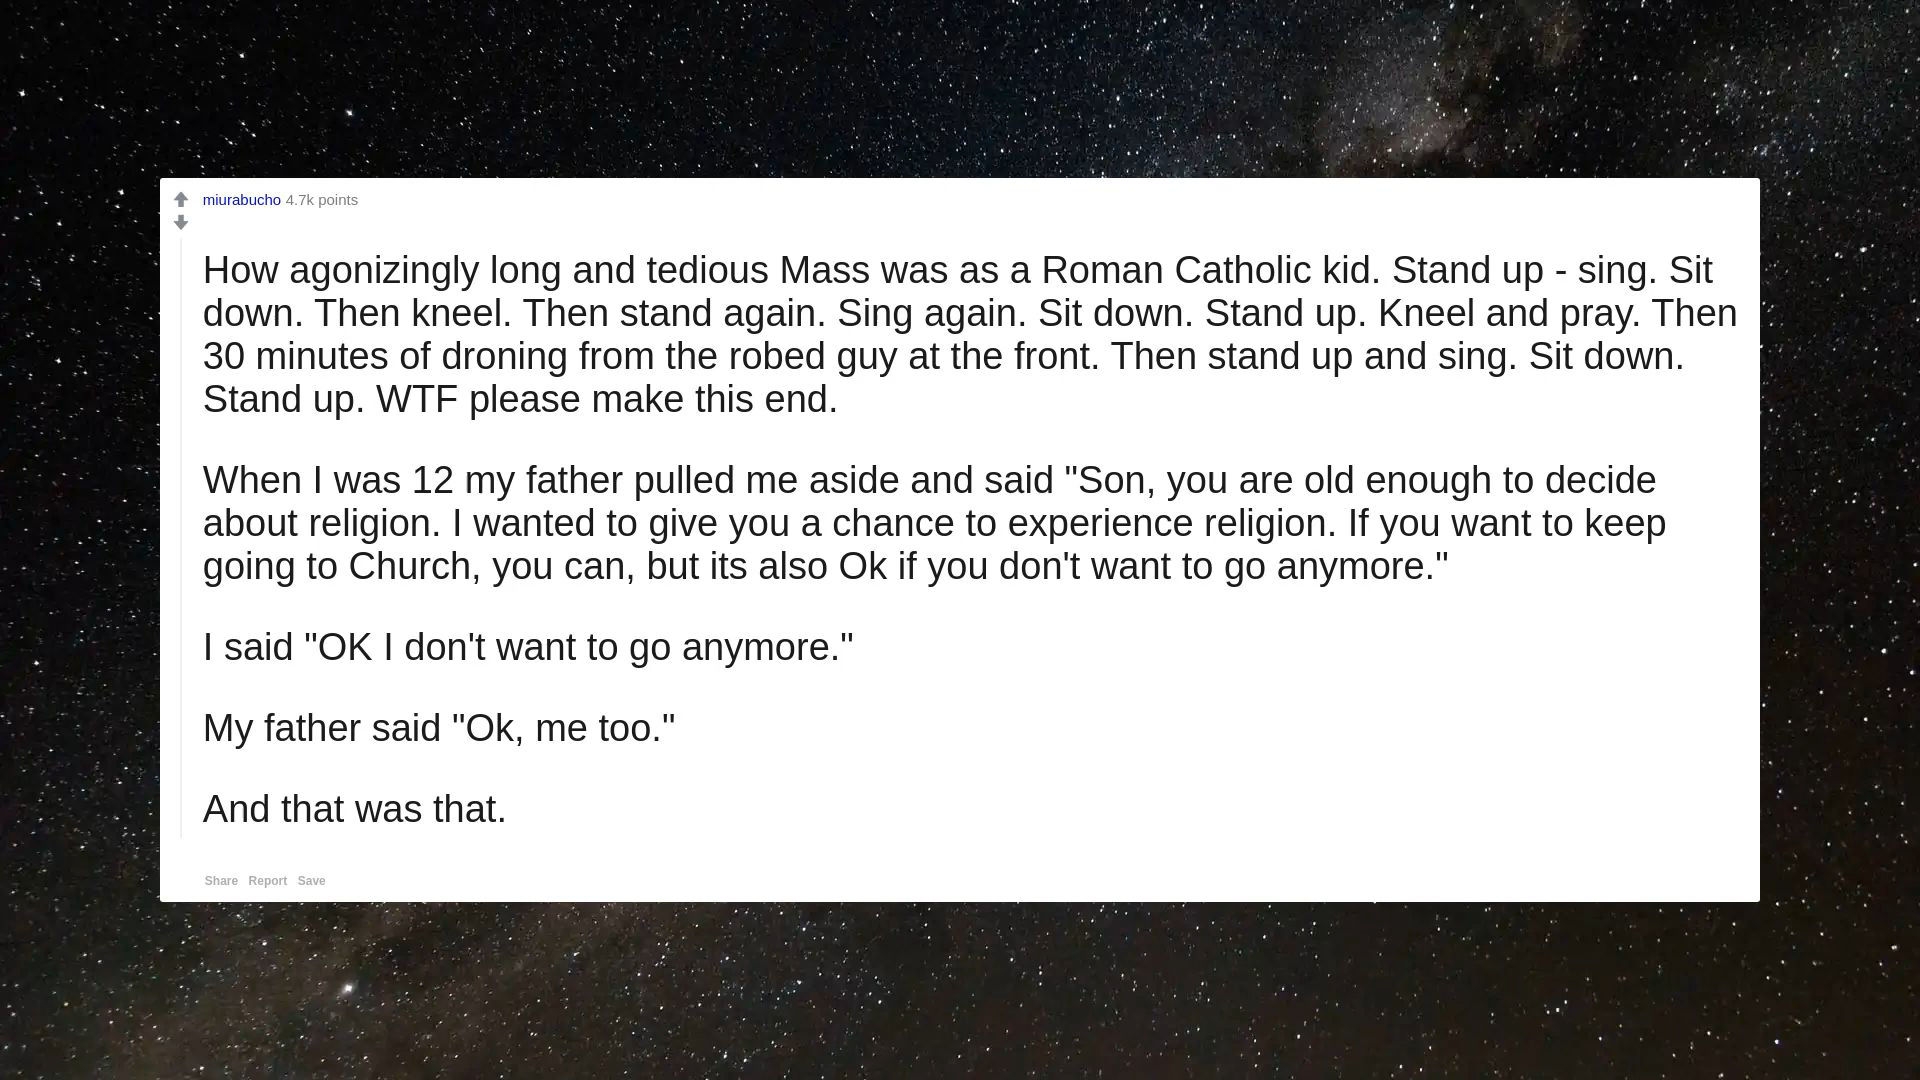 miurabucho 4.7k points
How agonizingly long and tedious Mass was as a Roman Catholic kid. Stand up - sing. Sit
down. Then kneel. Then stand again. Sing again. Sit down. Stand up. Kneel and pray. Then
30 minutes of droning from the robed guy at the front. Then stand up and sing. Sit down.
Stand up. WTF please make this end.
When I was 12 my father pulled me aside and said "Son, you are old enough to decide
about religion. I wanted to give you a chance to experience religion. If you want to keep
going to Church, you can, but its also Ok if you don't want to go anymore."
I said "OK I don't want to go anymore."
My father said "Ok, me too."
And that was that.
Share Report Save